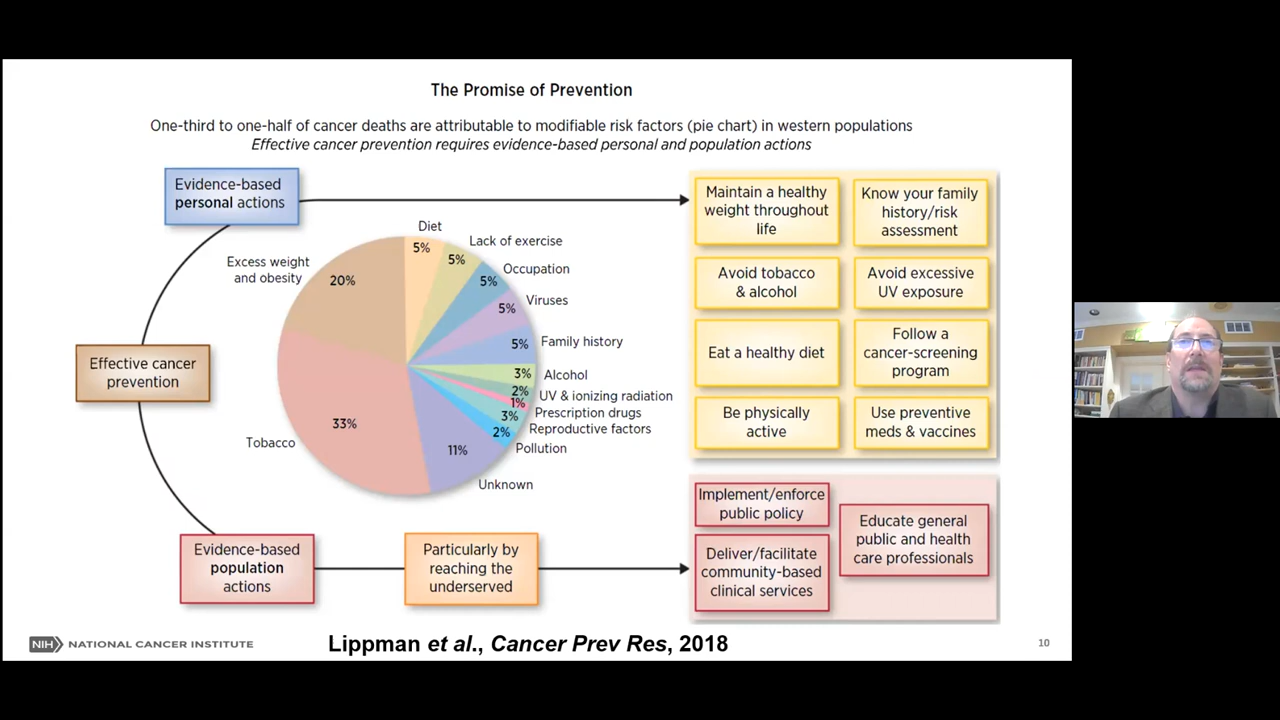 The Promise of Prevention
One-third to one-half of cancer deaths are attributable to modifiable risk factors (pie chart) in western populations
Effective cancer prevention requires evidence-based personal and population actions
Evidence-based
personal actions
Effective cancer
prevention
Evidence-based
population
actions
Particularly by
reaching the
underserved
Diet
5%
Lack of exercise
5%
Occupation
5%
Viruses
5%
Family history
5%
Alcohol
3%
UV & ionizing radiation
2%
Prescription drugs
1%
Reproductive factors
3%
Pollution
2%
Unknown
11%
Tobacco
33%
Excess weight
and obesity
20%
Maintain a healthy
weight throughout
life
Know your family
history/risk
assessment
Avoid tobacco
& alcohol
Avoid excessive
UV exposure
Eat a healthy diet
Follow a
cancer-screening
program
Be physically
active
Use preventive
meds & vaccines
Implement/enforce
public policy
Deliver/facilitate
community-based
clinical services
Educate general
public and health
care professionals
NIH NATIONAL CANCER INSTITUTE
Lippman et al., Cancer Prev Res, 2018
10